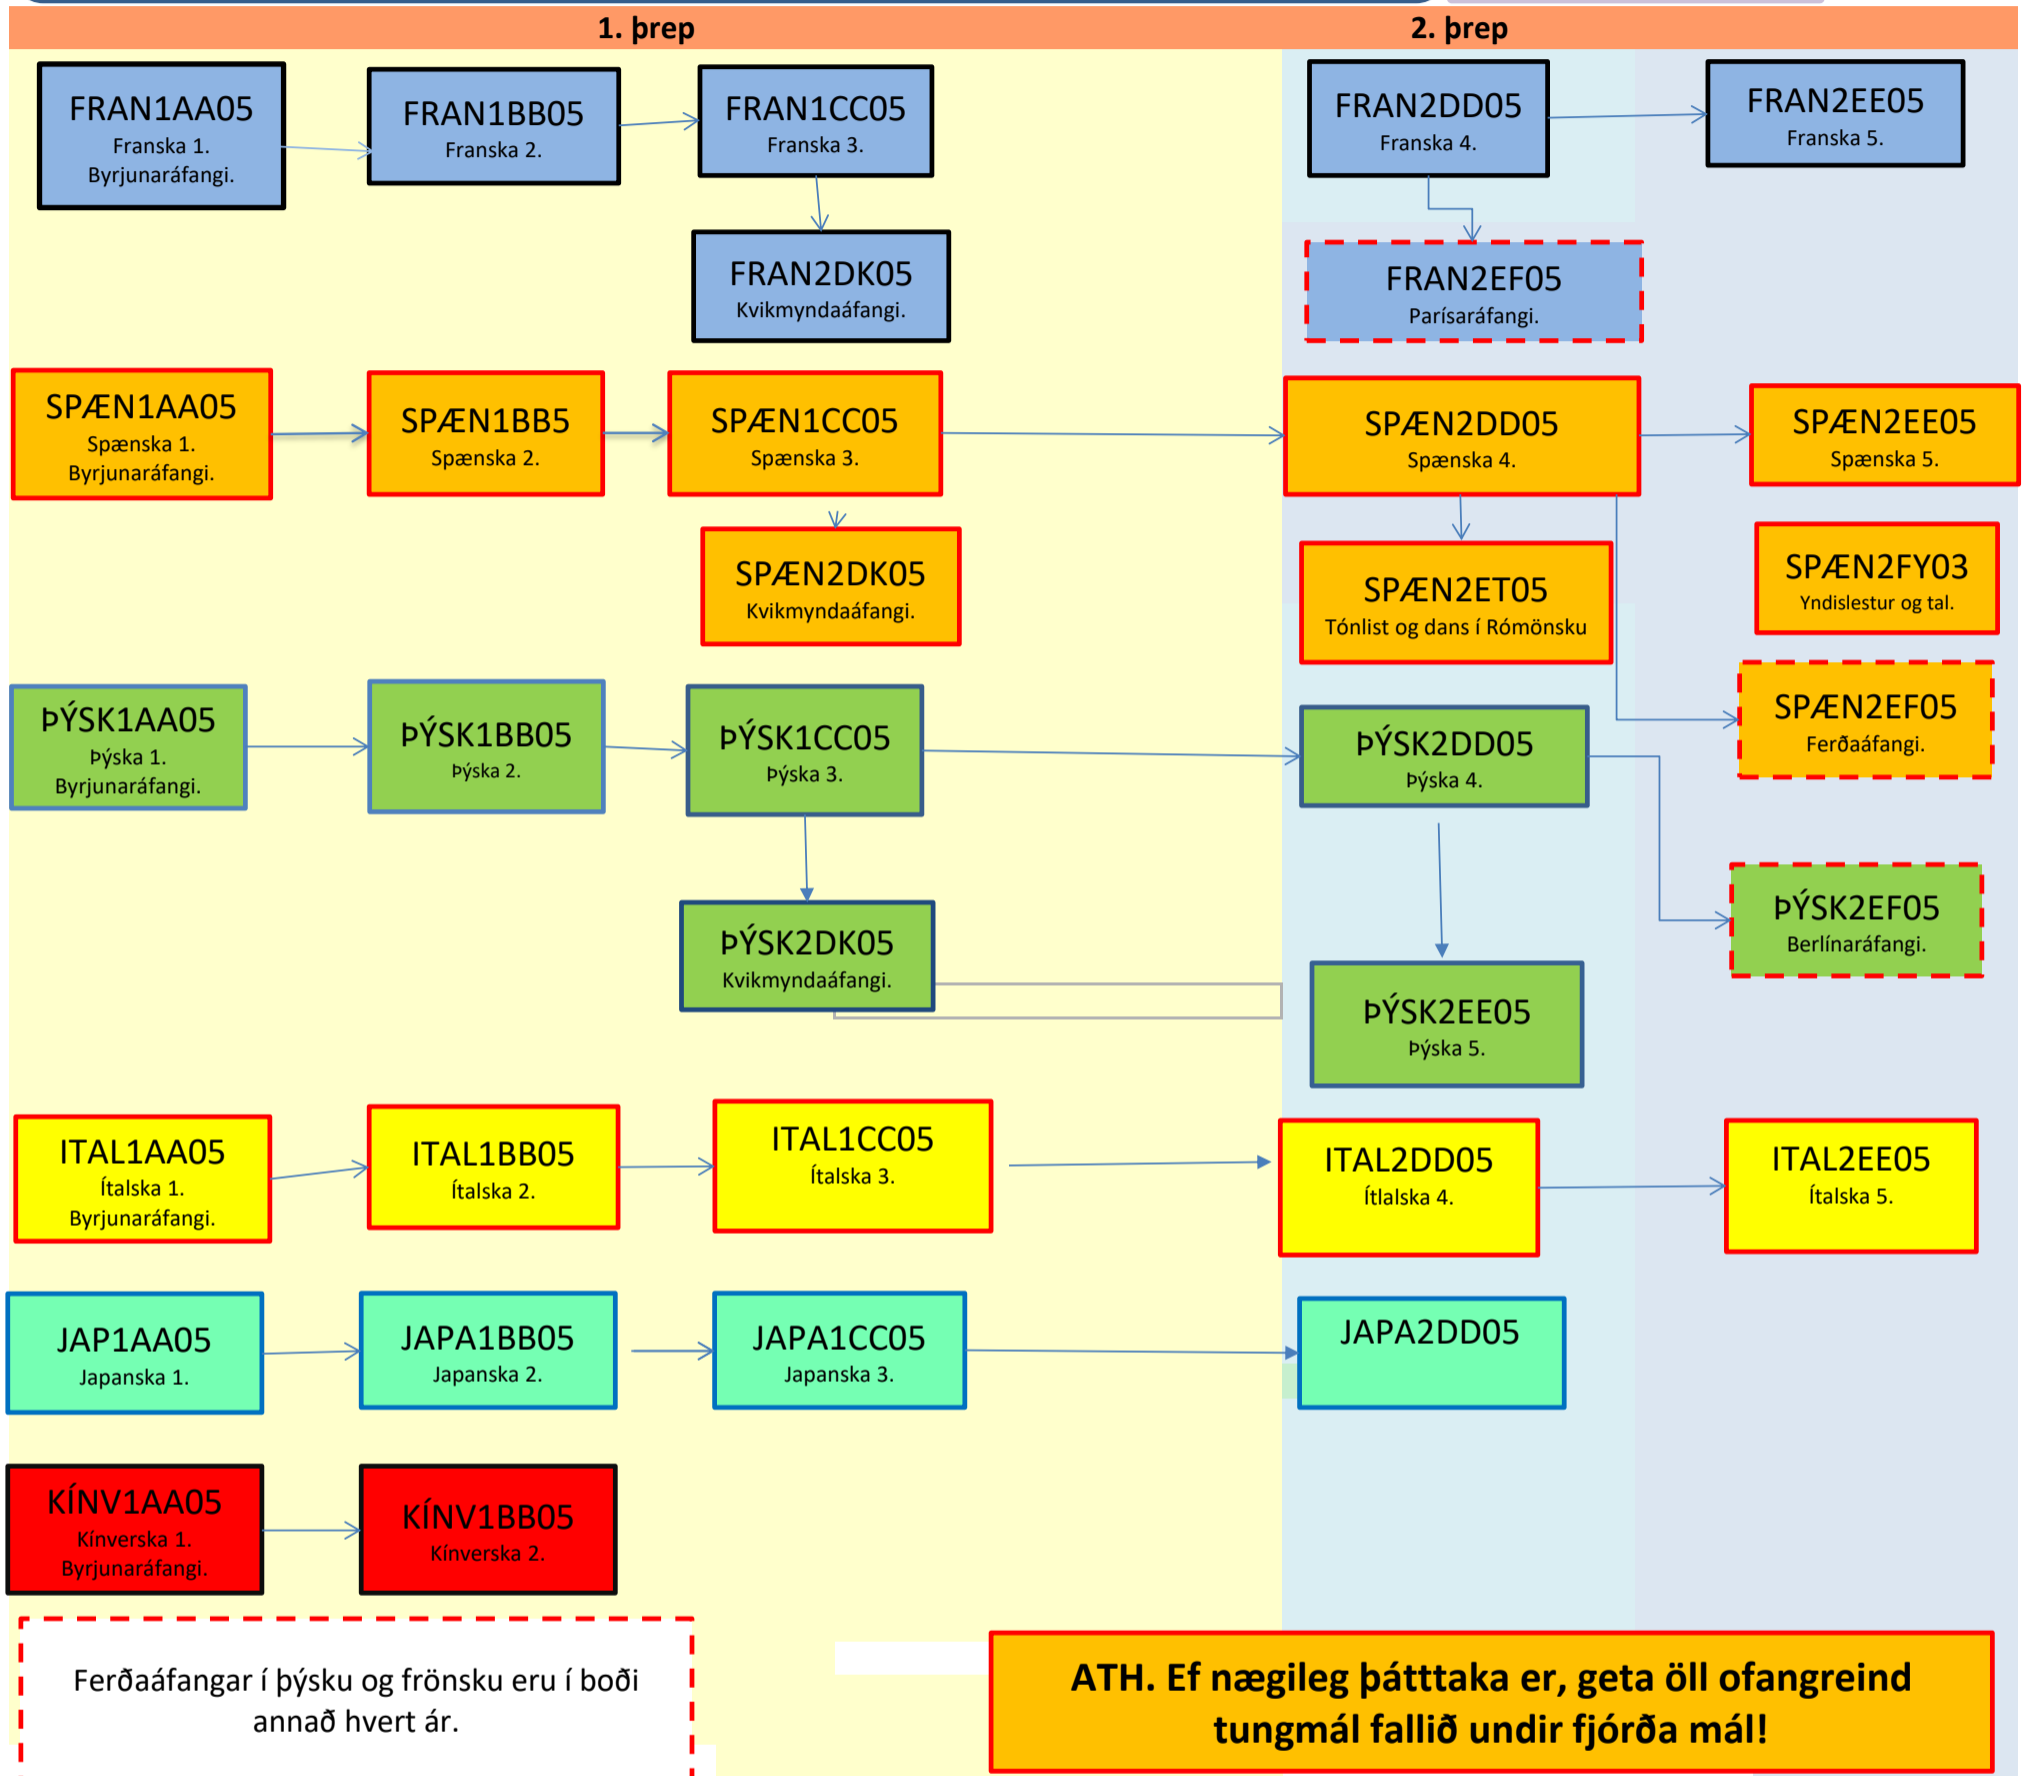 1. þrep
2. þrep
FRAN1AA05
Franska 1.
Byrjunaráfangi.
FRAN1BB05
Franska 2.
FRAN1CC05
Franska 3.
FRAN2DD05
Franska 4.
FRAN2EE05
Franska 5.
FRAN2DK05
Kvikmyndaáfangi.
FRAN2EF05
Parísaráfangi.
SPÆN1AA05
Spænska 1.
Byrjunaráfangi.
SPÆN1BB5
Spænska 2.
SPÆN1CC05
Spænska 3.
SPÆN2DD05
Spænska 4.
SPÆN2EE05
Spænska 5.
SPÆN2DK05
Kvikmyndaáfangi.
SPÆN2ET05
Tónlist og dans í Rómönsku
SPÆN2FY03
Yndislestur og tal.
SPÆN2EF05
Ferðaáfangi.
ÞÝSK1AA05
Þýska 1.
Byrjunaráfangi.
ÞÝSK1BB05
Þýska 2.
ÞÝSK1CC05
Þýska 3.
ÞÝSK2DD05
Þýska 4.
ÞÝSK2DK05
Kvikmyndaáfangi.
ÞÝSK2EF05
Berlínaráfangi.
ÞÝSK2EE05
Þýska 5.
ITAL1AA05
Ítalska 1.
Byrjunaráfangi.
ITAL1BB05
Ítalska 2.
ITAL1CC05
Ítalska 3.
ITAL2DD05
Ítlalska 4.
ITAL2EE05
Ítalska 5.
JAP1AA05
Japanska 1.
JAPA1BB05
Japanska 2.
JAPA1CC05
Japanska 3.
JAPA2DD05
KÍNV1AA05
Kínverska 1.
Byrjunaráfangi.
KÍNV1BB05
Kínverska 2.
Ferðaáfangar í þýsku og frönsku eru í boði
annað hvert ár.
ATH. Ef nægileg þátttaka er, geta öll ofangreind
tungmál fallið undir fjórða mál!